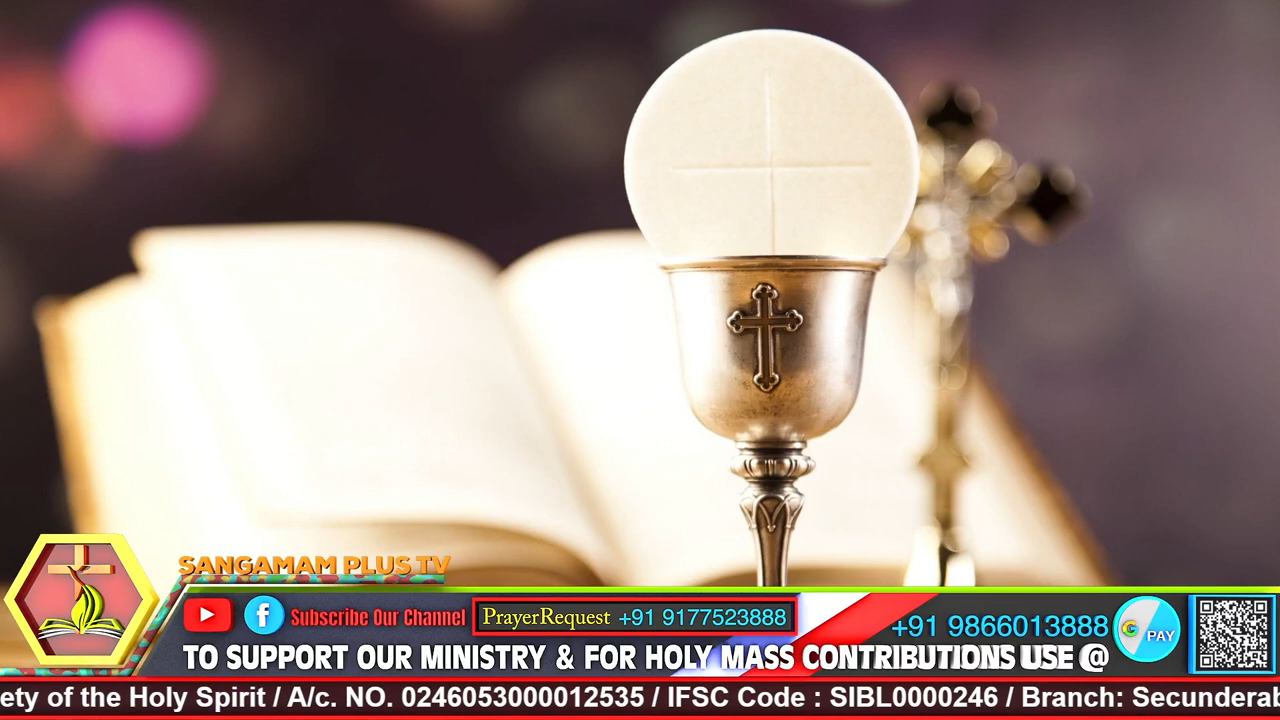 SANGAMAM PLUS TV
Subscribe Our Channel
PrayerRequest +91 9177523888
+91 9866013888
G PAY
TO SUPPORT OUR MINISTRY & FOR HOLY MASS CONTRIBUTIONS USE @
ety of the Holy Spirit / A/c. NO. 0246053000012535 / IFSC Code : SIBL0000246 / Branch: Secunderab